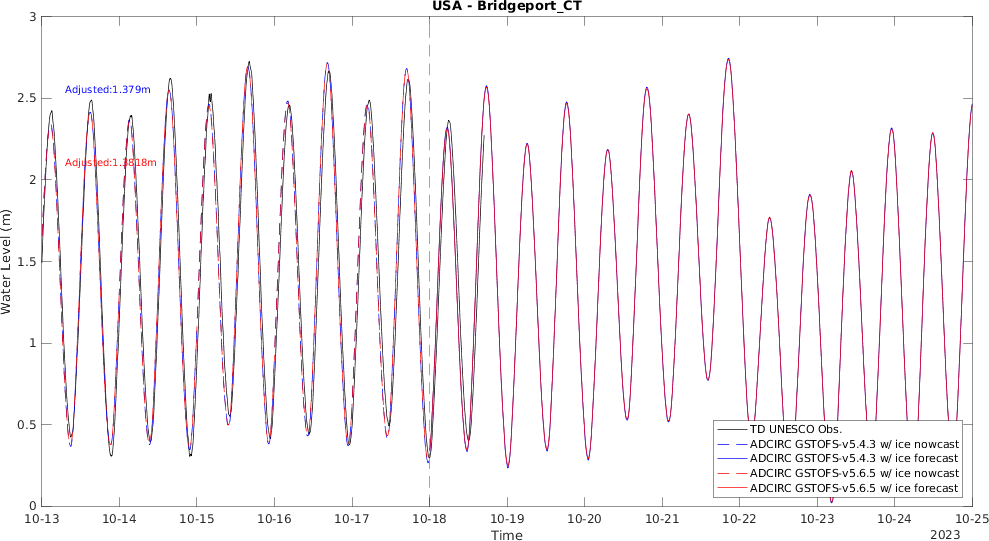 USA - Bridgeport_CT
3
2.5
2
1.5
1
0.5
0
Water Level (m)
Adjusted:1.379m
Adjusted:1.3818m
TD UNESCO Obs.
ADCIRC GSTOFS-v5.4.3 w/ ice nowcast
ADCIRC GSTOFS-v5.4.3 w/ ice forecast
ADCIRC GSTOFS-v5.6.5 w/ ice nowcast
ADCIRC GSTOFS-v5.6.5 w/ ice forecast
10-13 10-14 10-15 10-16 10-17 10-18 10-19 10-20 10-21 10-22 10-23 10-24 10-25
Time
2023